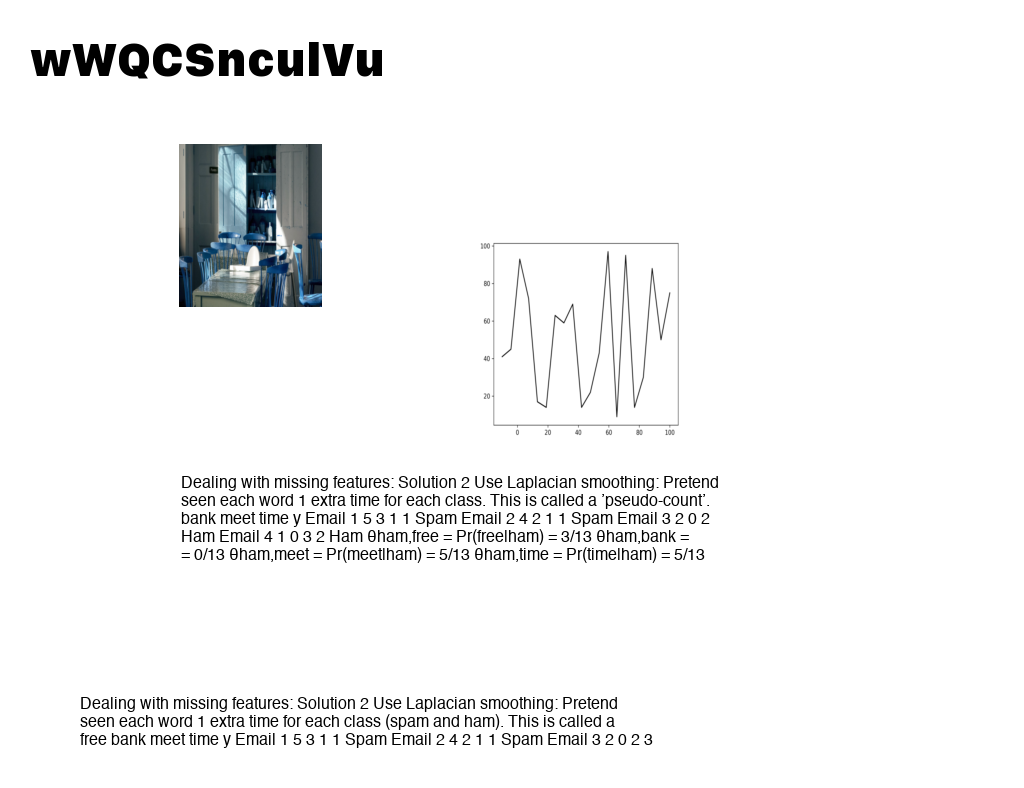 wWQCSnculVu
100
80
60
40
20
0 20 40 60 80 100
Dealing with missing features: Solution 2 Use Laplacian smoothing: Pretend
seen each word 1 extra time for each class. This is called a ’pseudo-count’.
bank meet time y Email 1 5 3 1 1 Spam Email 2 4 2 1 1 Spam Email 3 2 0 2
Ham Email 4 1 0 3 2 Ham θham,free = Pr(free|ham) = 3/13 θham,bank =
= 0/13 θham,meet = Pr(meet|ham) = 5/13 θham,time = Pr(time|ham) = 5/13
Dealing with missing features: Solution 2 Use Laplacian smoothing: Pretend
seen each word 1 extra time for each class (spam and ham). This is called a
free bank meet time y Email 1 5 3 1 1 Spam Email 2 4 2 1 1 Spam Email 3 2 0 2 3